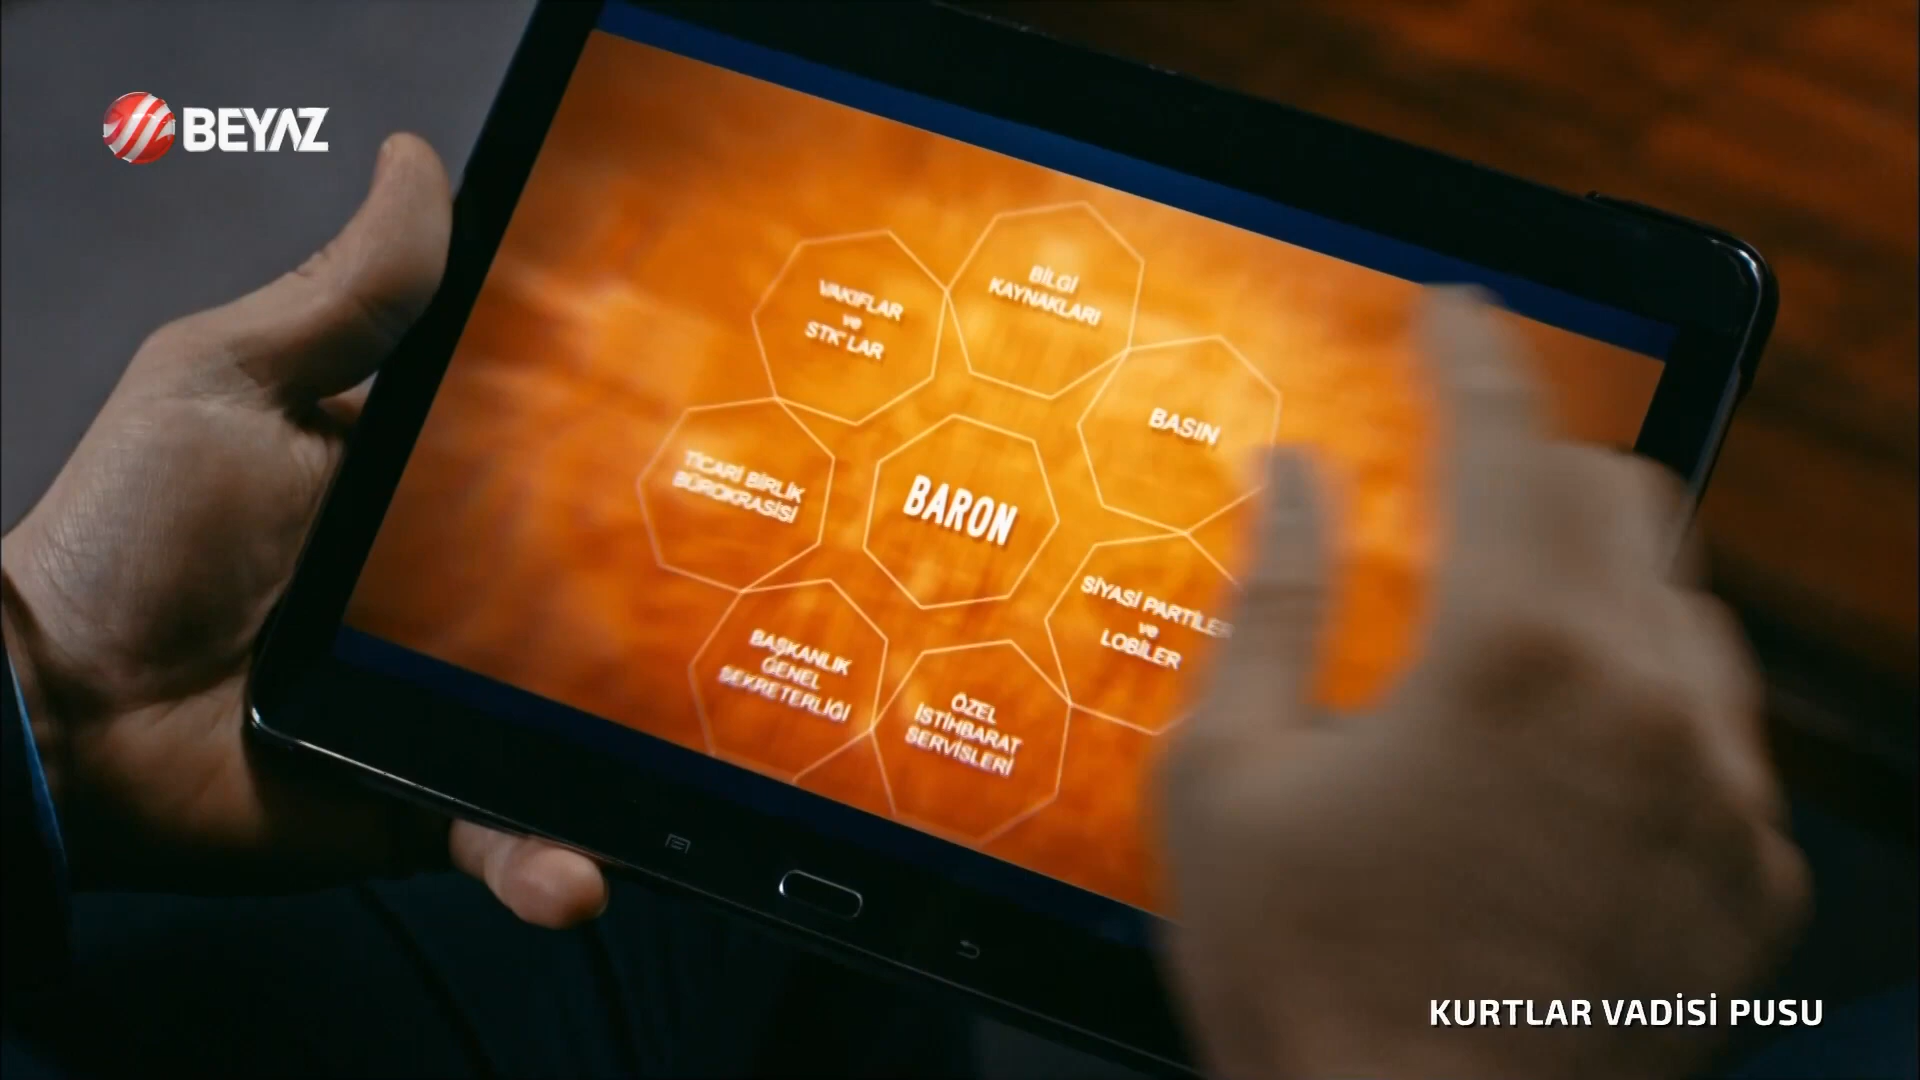 BEYAZ
BİLGİ
KAYNAKLARI
VAKIFLAR
ve
STK' LAR
BASIN
TİCARİ BİRLİK
BÜROKRASİSİ
BARON
SİYASİ PARTİLER
ve
LOBİLER
BAŞKANLIK
GENEL
SEKRETERLİĞİ
ÖZEL
İSTİHBARAT
SERVİSLERİ
KURTLAR VADİSİ PUSU